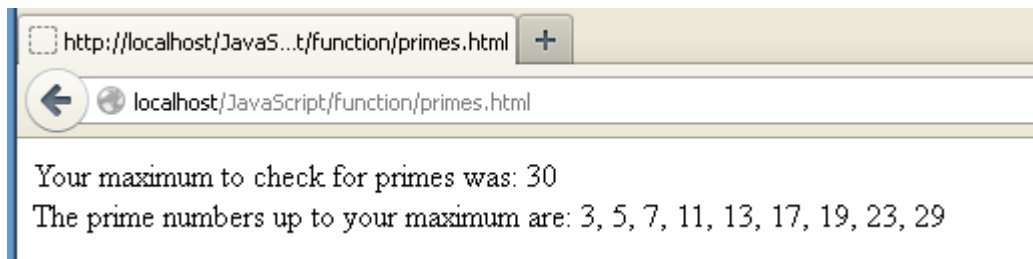 http://localhost/JavaS...t/function/primes.html
localhost/JavaScript/function/primes.html
Your maximum to check for primes was: 30
The prime numbers up to your maximum are: 3, 5, 7, 11, 13, 17, 19, 23, 29